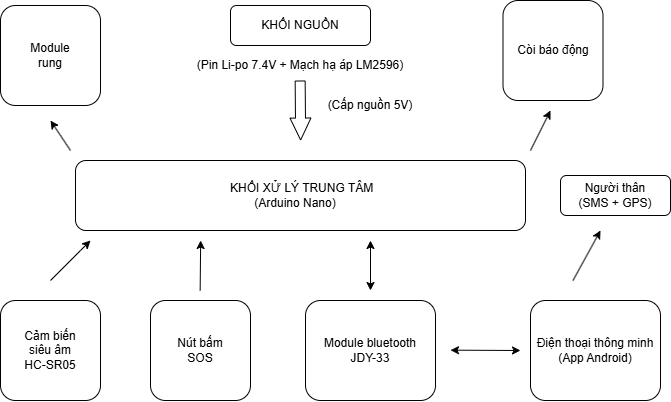 Module
rung
KHỐI NGUỒN
(Pin Li-po 7.4V + Mạch hạ áp LM2596)
(Cấp nguồn 5V)
Còi báo động
KHỐI XỬ LÝ TRUNG TÂM
(Arduino Nano)
Người thân
(SMS + GPS)
Cảm biến
siêu âm
HC-SR05
Nút bấm
SOS
Module bluetooth
JDY-33
Điện thoại thông minh
(App Android)